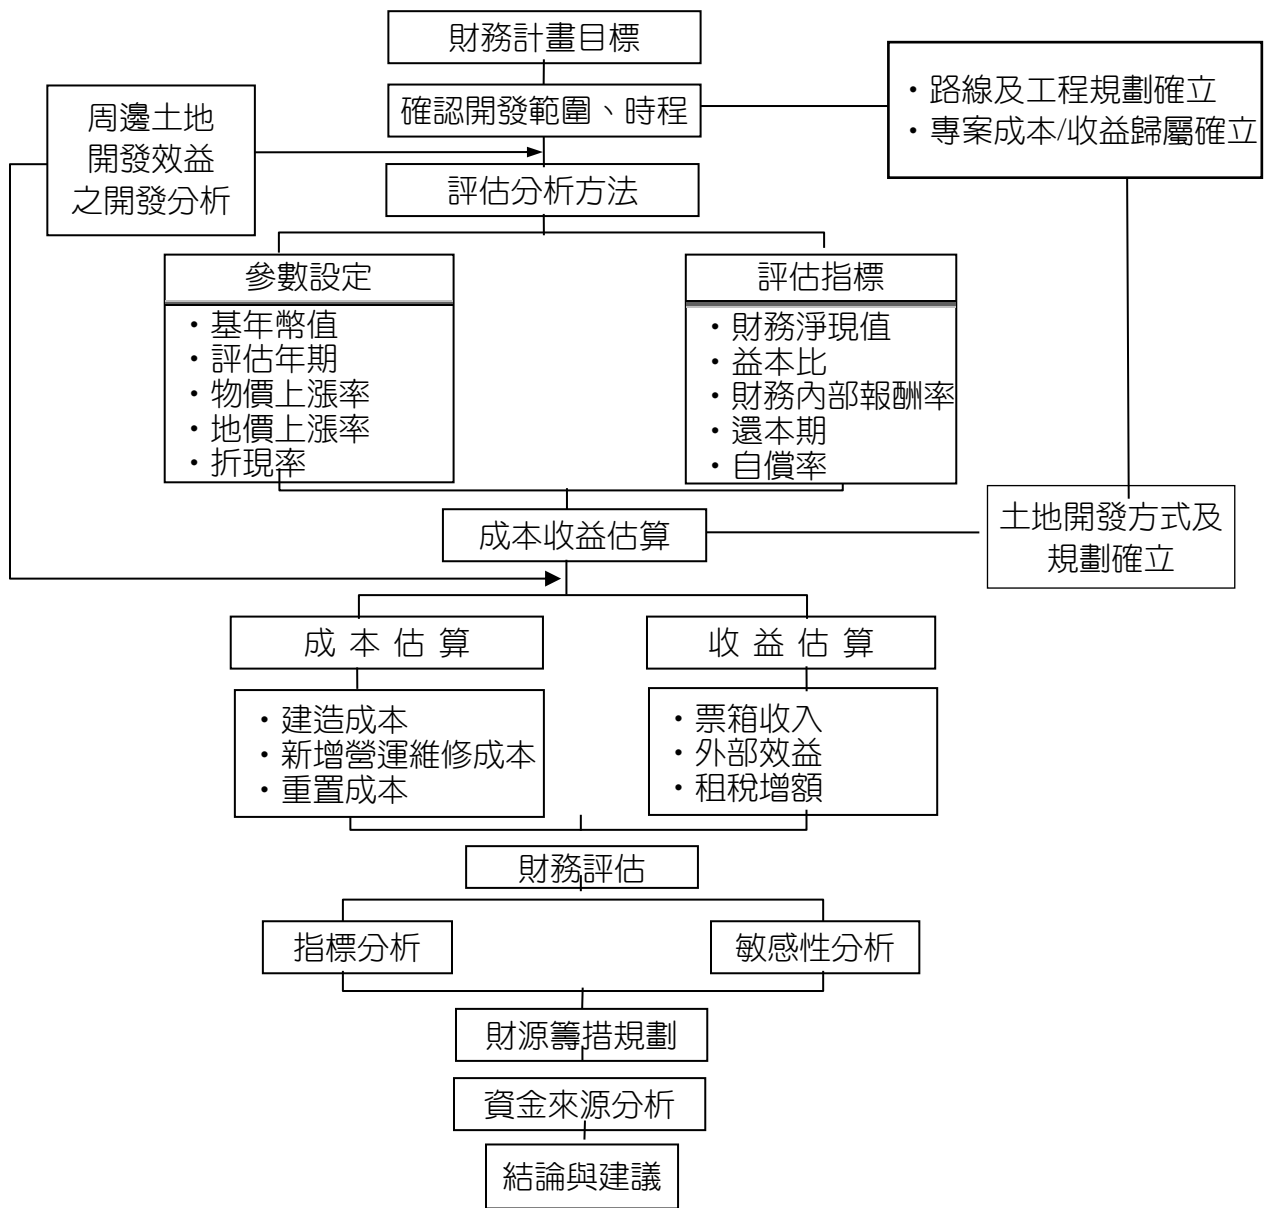 財務計畫目標
確認開發範圍、時程
・路線及工程規劃確立
・專案成本/收益歸屬確立
周邊土地
開發效益
之開發分析
評估分析方法
參數設定
・基年幣值
・評估年期
・物價上漲率
・地價上漲率
・折現率
評估指標
・財務淨現值
・益本比
・財務內部報酬率
・還本期
・自償率
成本收益估算
土地開發方式及
規劃確立
成 本 估 算
・建造成本
・新增營運維修成本
・重置成本
收 益 估 算
・票箱收入
・外部效益
・租稅增額
財務評估
指標分析
敏感性分析
財源籌措規劃
資金來源分析
結論與建議